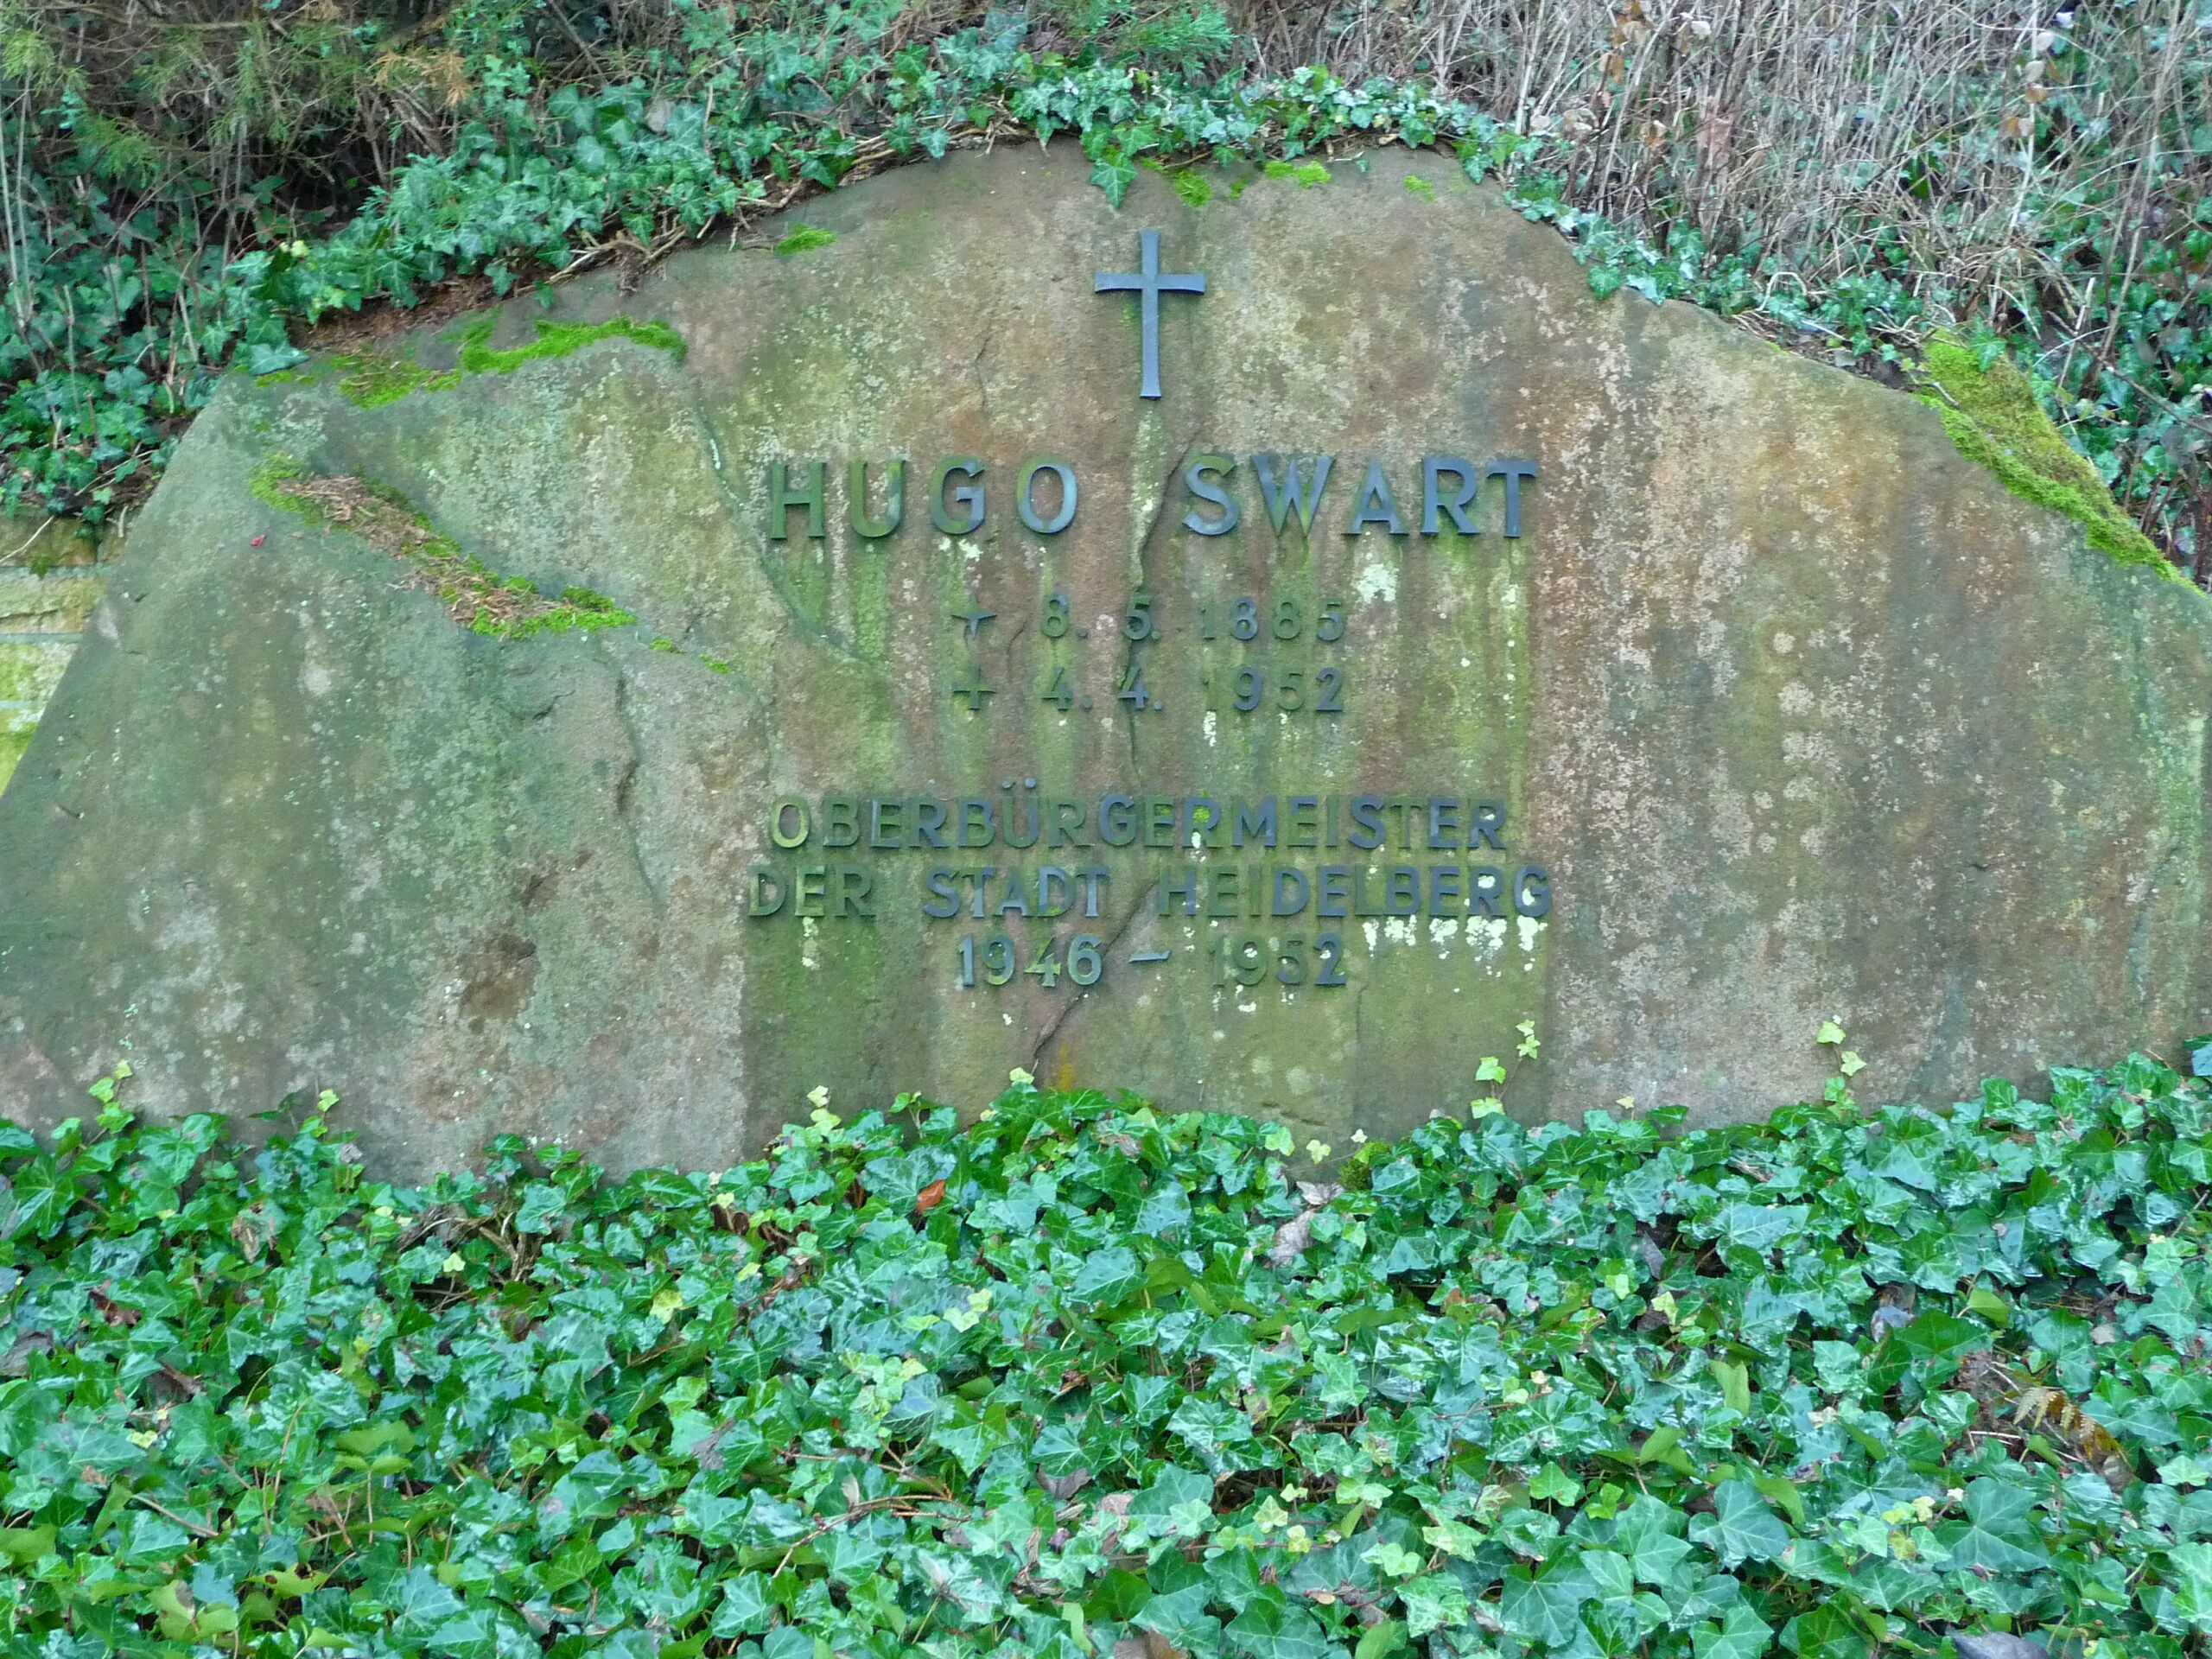 HUGO SWART
* 8. 5. 1885
+ 4. 4. 1952
OBERBÜRGERMEISTER
DER STADT HEIDELBERG
1946 - 1952